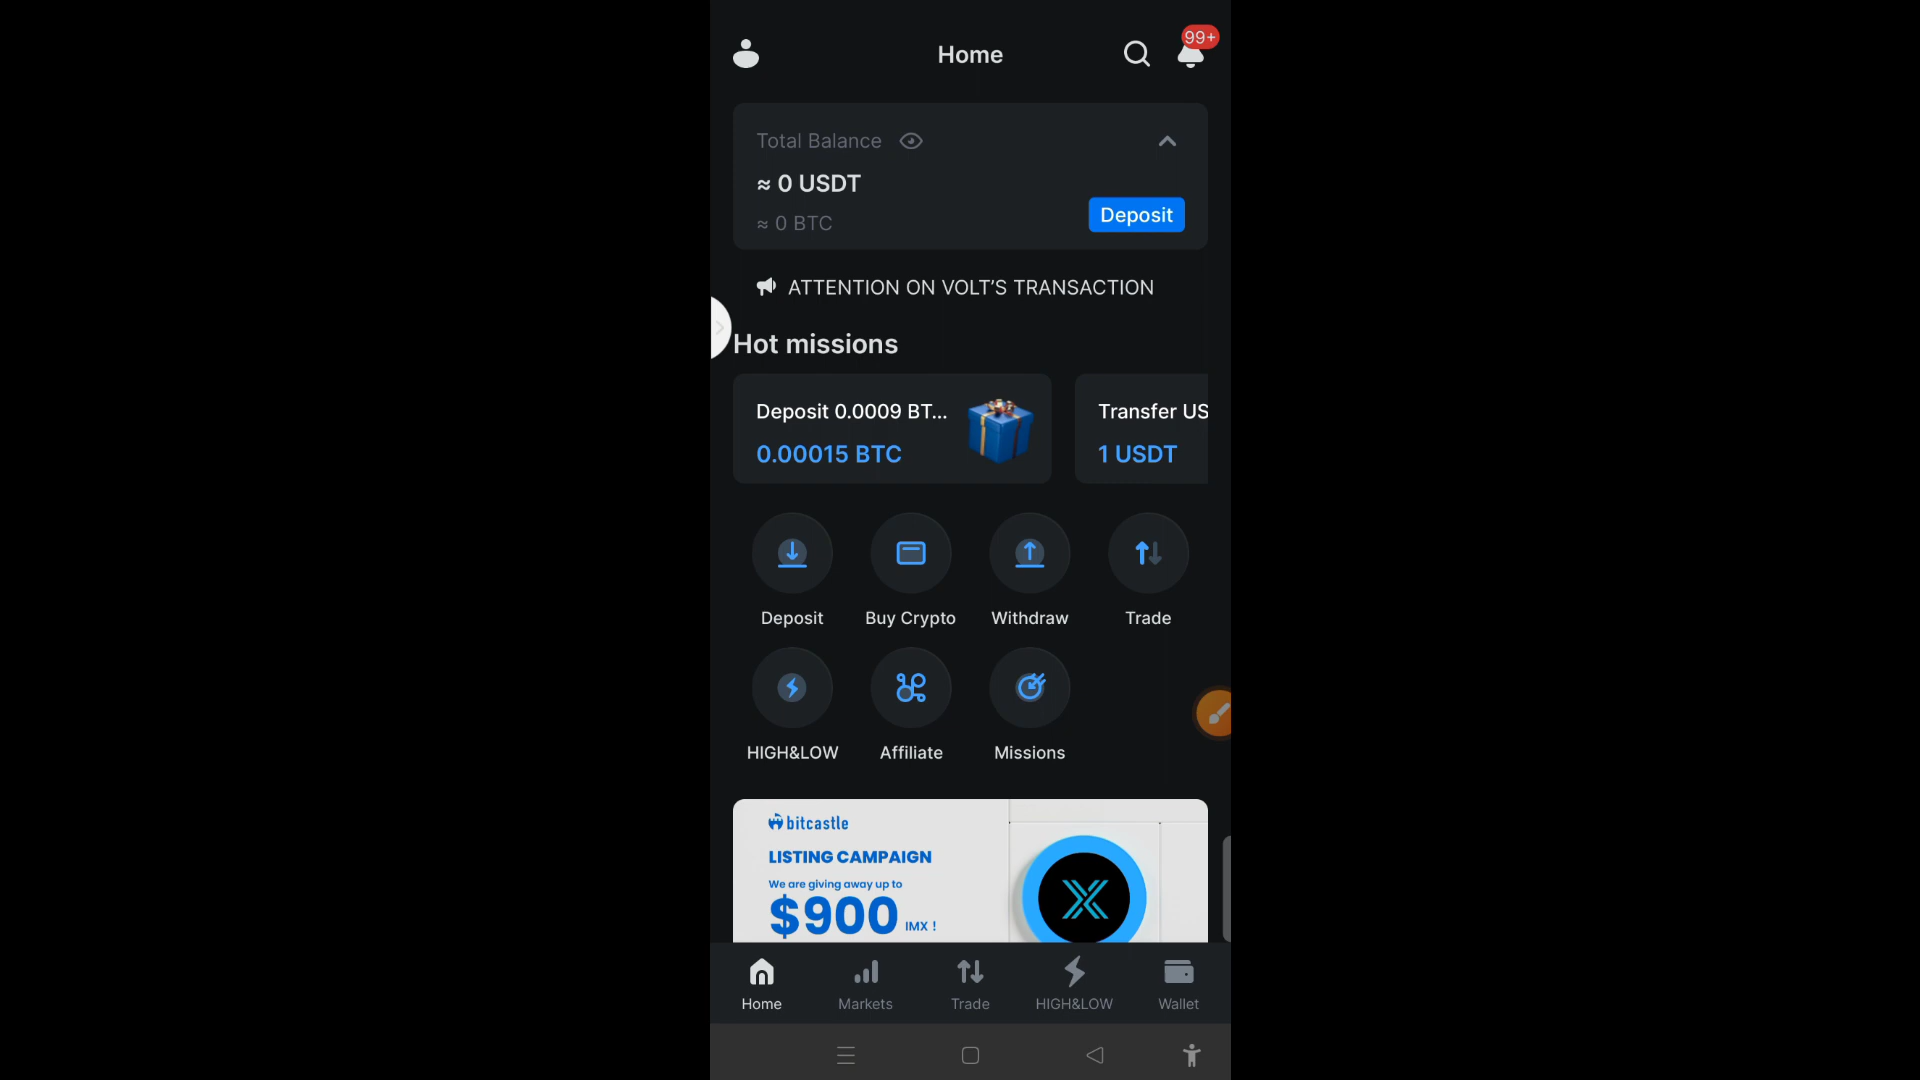 Home
99+
Total Balance
≈ 0 USDT
≈ 0 BTC
Deposit
ATTENTION ON VOLT'S TRANSACTION
Hot missions
Deposit 0.0009 BT...
0.00015 BTC
Transfer US
1 USDT
Deposit
Buy Crypto
Withdraw
Trade
HIGH&LOW
Affiliate
Missions
bitcastle
LISTING CAMPAIGN
We are giving away up to
$900 IMX !
Home
Markets
Trade
HIGH&LOW
Wallet